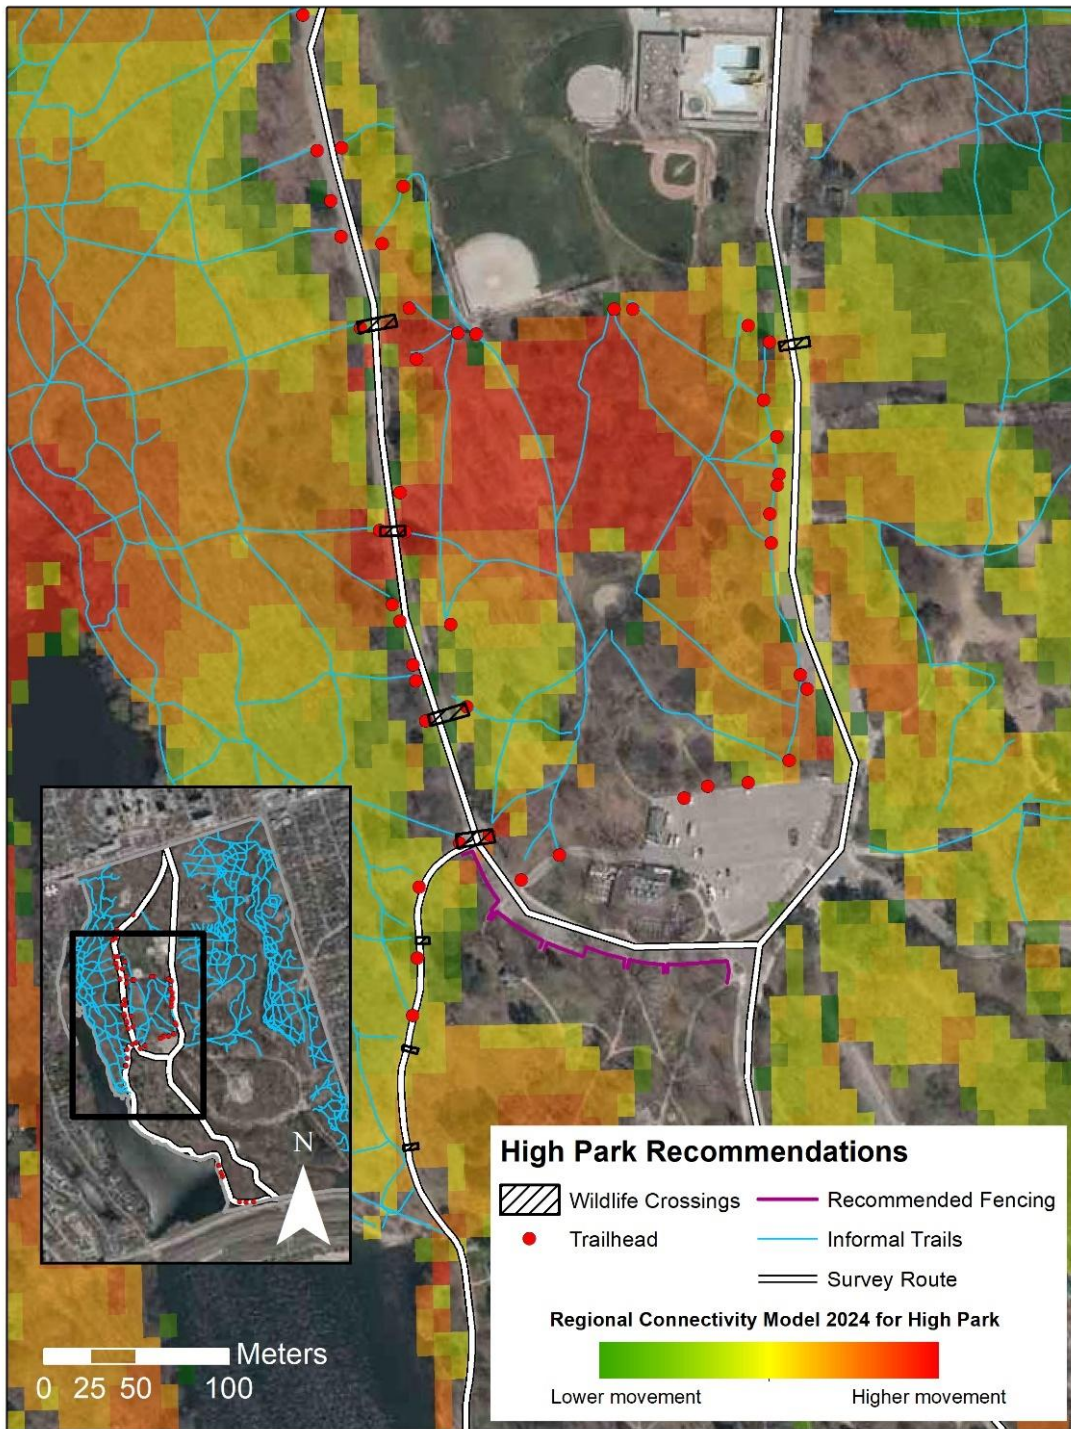 N
Meters
0 25 50 100
High Park Recommendations
Wildlife Crossings
Recommended Fencing
Trailhead
Informal Trails
Survey Route
Regional Connectivity Model 2024 for High Park
Lower movement
Higher movement